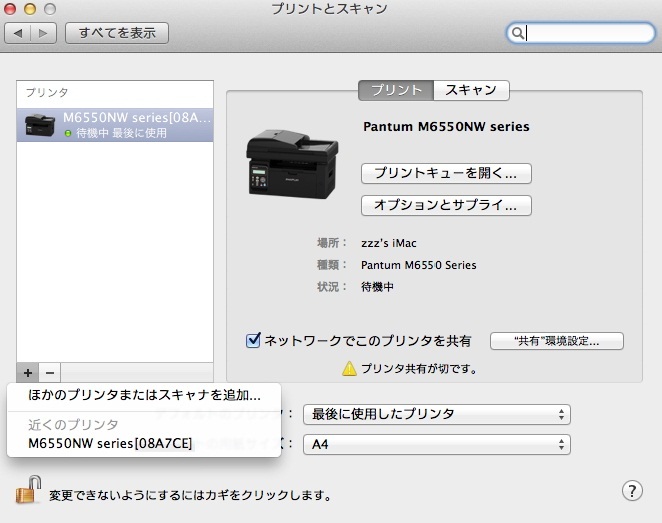 プリントとスキャン
すべてを表示
プリンタ
M6550NW series[08A...
待機中 最後に使用
プリント
スキャン
Pantum M6550NW series
プリントキューを開く...
オプションとサプライ...
場所： zzz's iMac
種類： Pantum M6550 Series
状況： 待機中
ネットワークでこのプリンタを共有
“共有”環境設定...
プリンタ共有が切です。
+ −
ほかのプリンタまたはスキャナを追加...
近くのプリンタ
M6550NW series[08A7CE]
最後に使用したプリンタ
A4
変更できないようにするにはカギをクリックします。
?